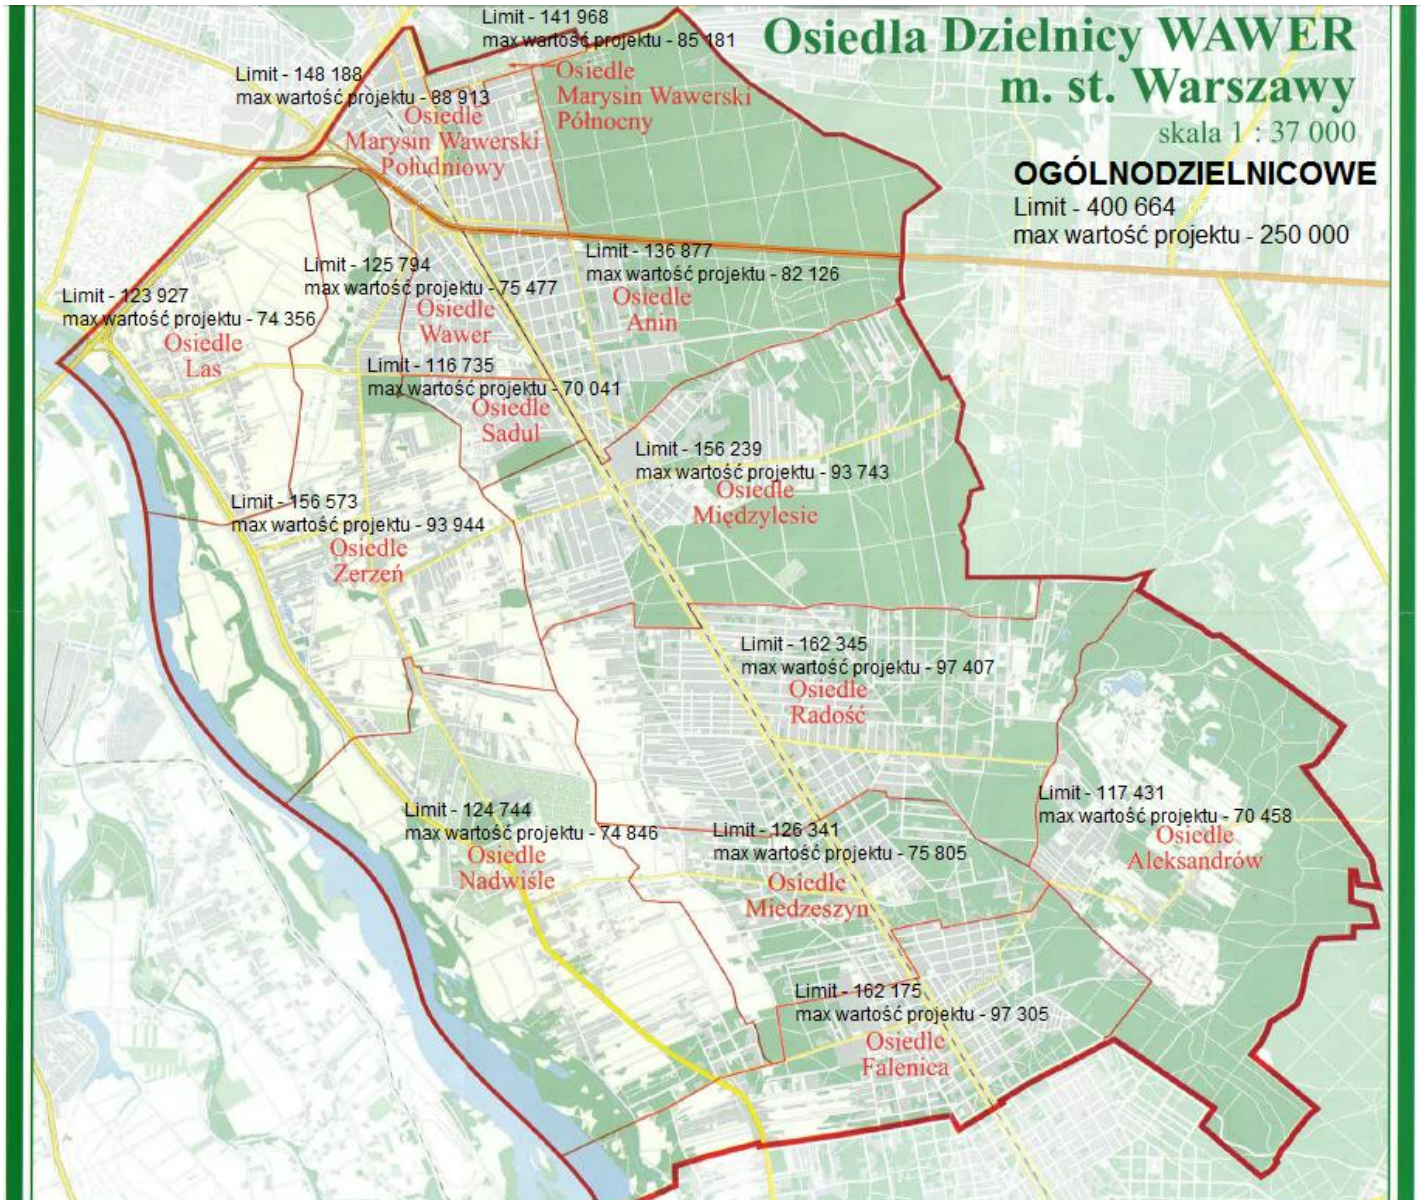 Osiedla Dzielnicy WAWER
m. st. Warszawy
skala 1 : 37 000
OGÓLNODZIELNICOWE
Limit - 400 664
max wartość projektu - 250 000
Limit - 141 968
max wartość projektu - 85 181
Osiedle
Marysin Wawerski
Północny
Limit - 148 188
max wartość projektu - 88 913
Osiedle
Marysin Wawerski
Południowy
Limit - 136 877
max wartość projektu - 82 126
Osiedle
Anin
Limit - 125 794
max wartość projektu - 75 477
Osiedle
Wawer
Limit - 123 927
max wartość projektu - 74 356
Osiedle
Las
Limit - 116 735
max wartość projektu - 70 041
Osiedle
Sadul
Limit - 156 239
max wartość projektu - 93 743
Osiedle
Międzylesie
Limit - 156 573
max wartość projektu - 93 944
Osiedle
Zerzeń
Limit - 162 345
max wartość projektu - 97 407
Osiedle
Radość
Limit - 117 431
max wartość projektu - 70 458
Osiedle
Aleksandrów
Limit - 124 744
max wartość projektu - 74 846
Osiedle
Nadwiśle
Limit - 126 341
max wartość projektu - 75 805
Osiedle
Miedzeszyn
Limit - 162 175
max wartość projektu - 97 305
Osiedle
Falenica